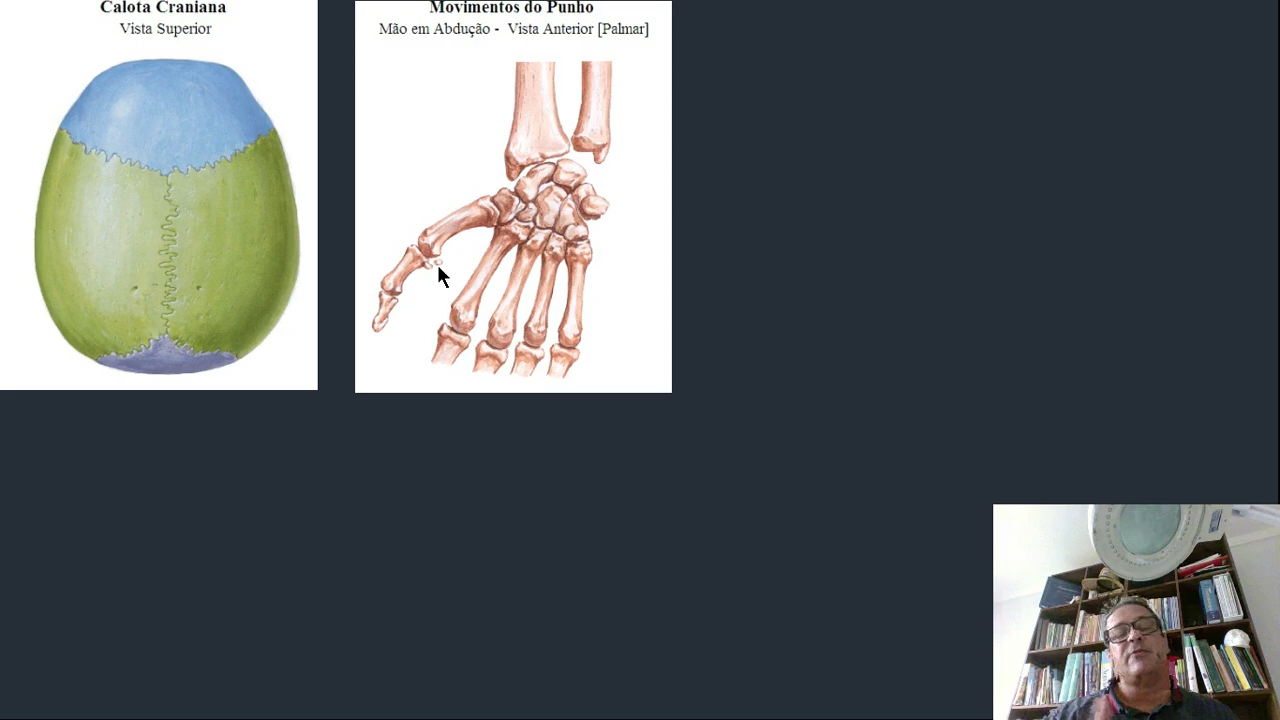 Calota Craniana
Vista Superior
Movimentos do Punho
Mão em Abdução - Vista Anterior [Palmar]